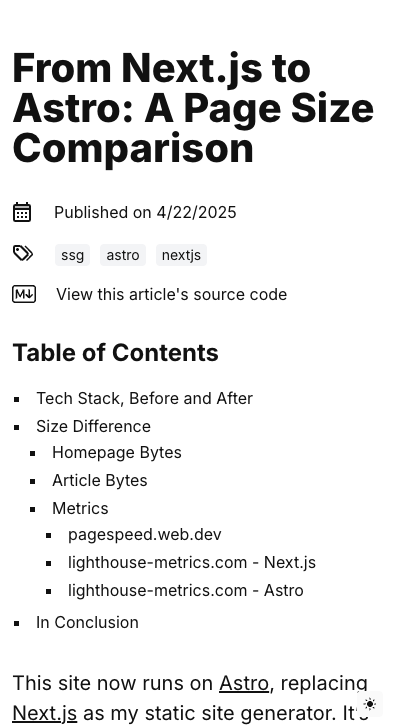 From Next.js to
Astro: A Page Size
Comparison
Published on 4/22/2025
ssg astro nextjs
View this article's source code
Table of Contents
Tech Stack, Before and After
Size Difference
Homepage Bytes
Article Bytes
Metrics
pagespeed.web.dev
lighthouse-metrics.com - Next.js
lighthouse-metrics.com - Astro
In Conclusion
This site now runs on Astro, replacing
Next.js as my static site generator. It's